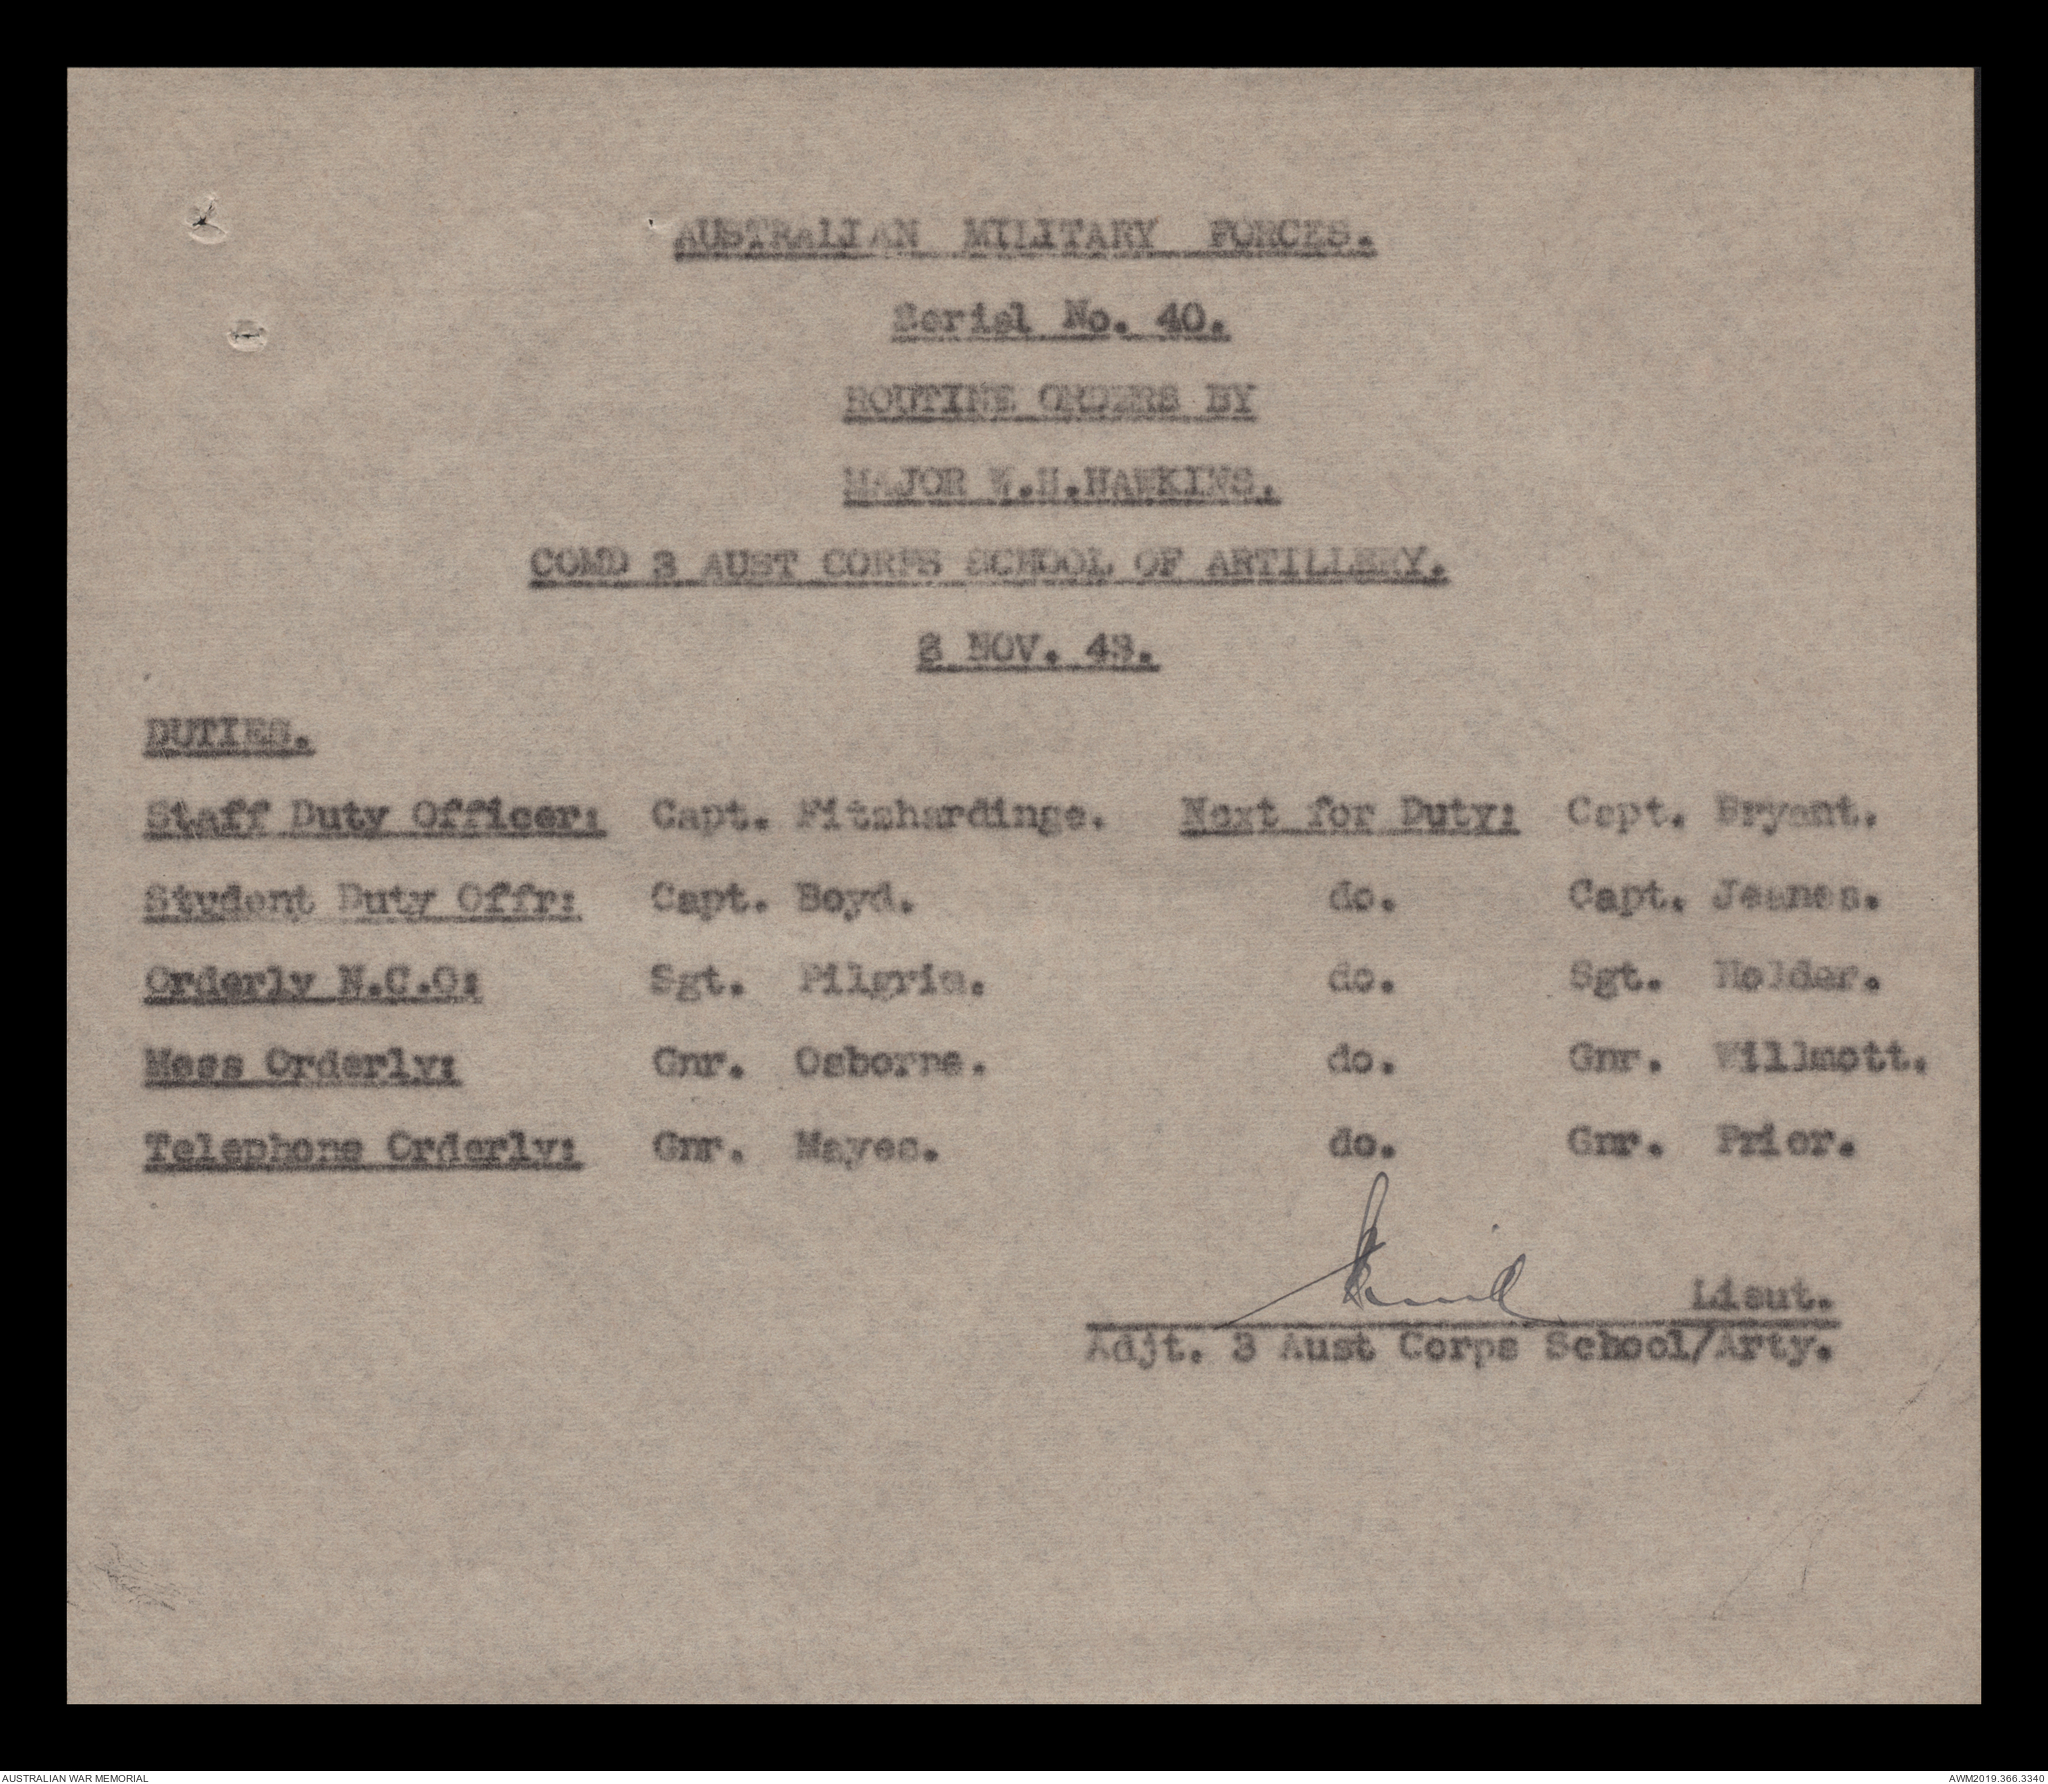 AUSTRALIAN MILITARY FORCES.
Serial No. 40.
ROUTINE ORDERS BY
MAJOR W.H.HAWKINS.
COMD 3 AUST CORPS SCHOOL OF ARTILLERY.
NOV. 43.
DUTIES.
Staff Duty Officer: Capt. Fitzhardinge. Next for Duty: Capt. Bryant.
Student Duty Offr: Capt. Boyd. do. Capt. Jeanes.
Orderly N.C.O: Sgt. Pilgrim. do. Sgt. Holder.
Mess Orderly: Gnr. Osborne. do. Gnr. Willmott.
Telephone Orderly: Gnr. Mayes. do. Gnr. Prior.
Lieut.
Adjt. 3 Aust Corps School/Arty.
AUSTRALIAN WAR MEMORIAL AWM2019.366.3340